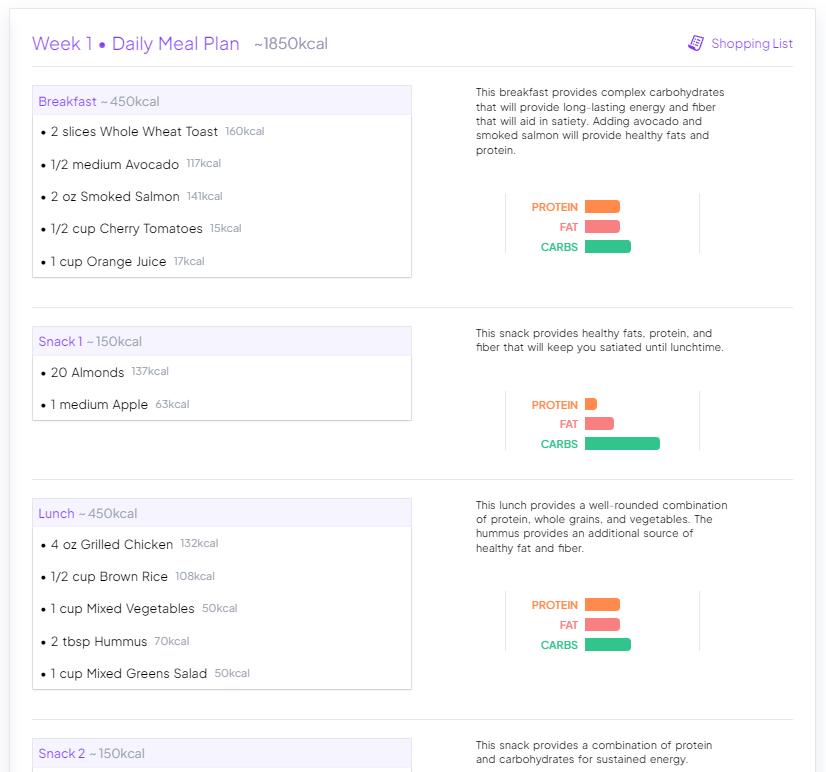 Week 1 • Daily Meal Plan ~1850kcal
Shopping List
Breakfast ~ 450kcal
• 2 slices Whole Wheat Toast 160kcal
• 1/2 medium Avocado 117kcal
• 2 oz Smoked Salmon 141kcal
• 1/2 cup Cherry Tomatoes 15kcal
• 1 cup Orange Juice 17kcal
This breakfast provides complex carbohydrates
that will provide long-lasting energy and fiber
that will aid in satiety. Adding avocado and
smoked salmon will provide healthy fats and
protein.
PROTEIN
FAT
CARBS
Snack 1 ~ 150kcal
• 20 Almonds 137kcal
• 1 medium Apple 63kcal
This snack provides healthy fats, protein, and
fiber that will keep you satiated until lunchtime.
PROTEIN
FAT
CARBS
Lunch ~ 450kcal
• 4 oz Grilled Chicken 132kcal
• 1/2 cup Brown Rice 108kcal
• 1 cup Mixed Vegetables 50kcal
• 2 tbsp Hummus 70kcal
• 1 cup Mixed Greens Salad 50kcal
This lunch provides a well-rounded combination
of protein, whole grains, and vegetables. The
hummus provides an additional source of
healthy fat and fiber.
PROTEIN
FAT
CARBS
Snack 2 ~ 150kcal
This snack provides a combination of protein
and carbohydrates for sustained energy.